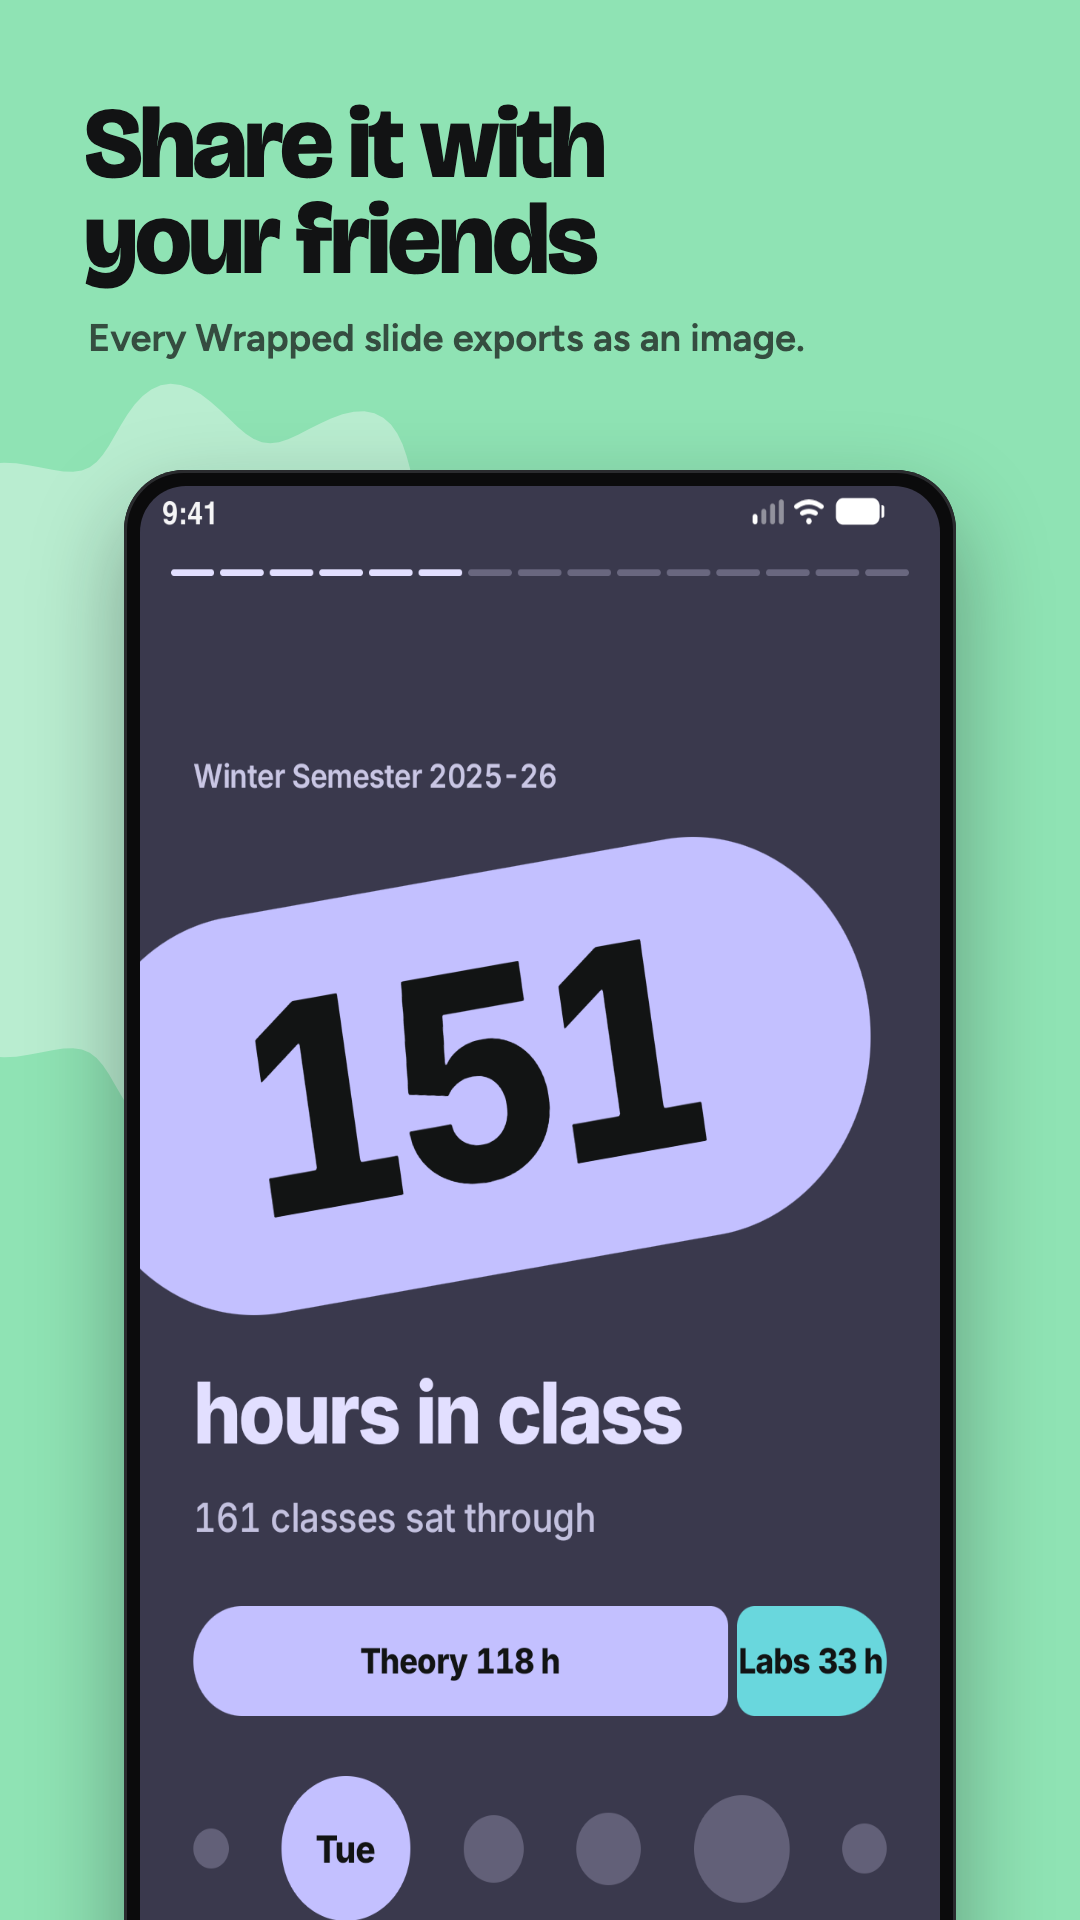 Share it with
your friends
Every Wrapped slide exports as an image.
9:41
Winter Semester 2025-26
151
hours in class
161 classes sat through
Theory 118 h
Labs 33 h
Tue